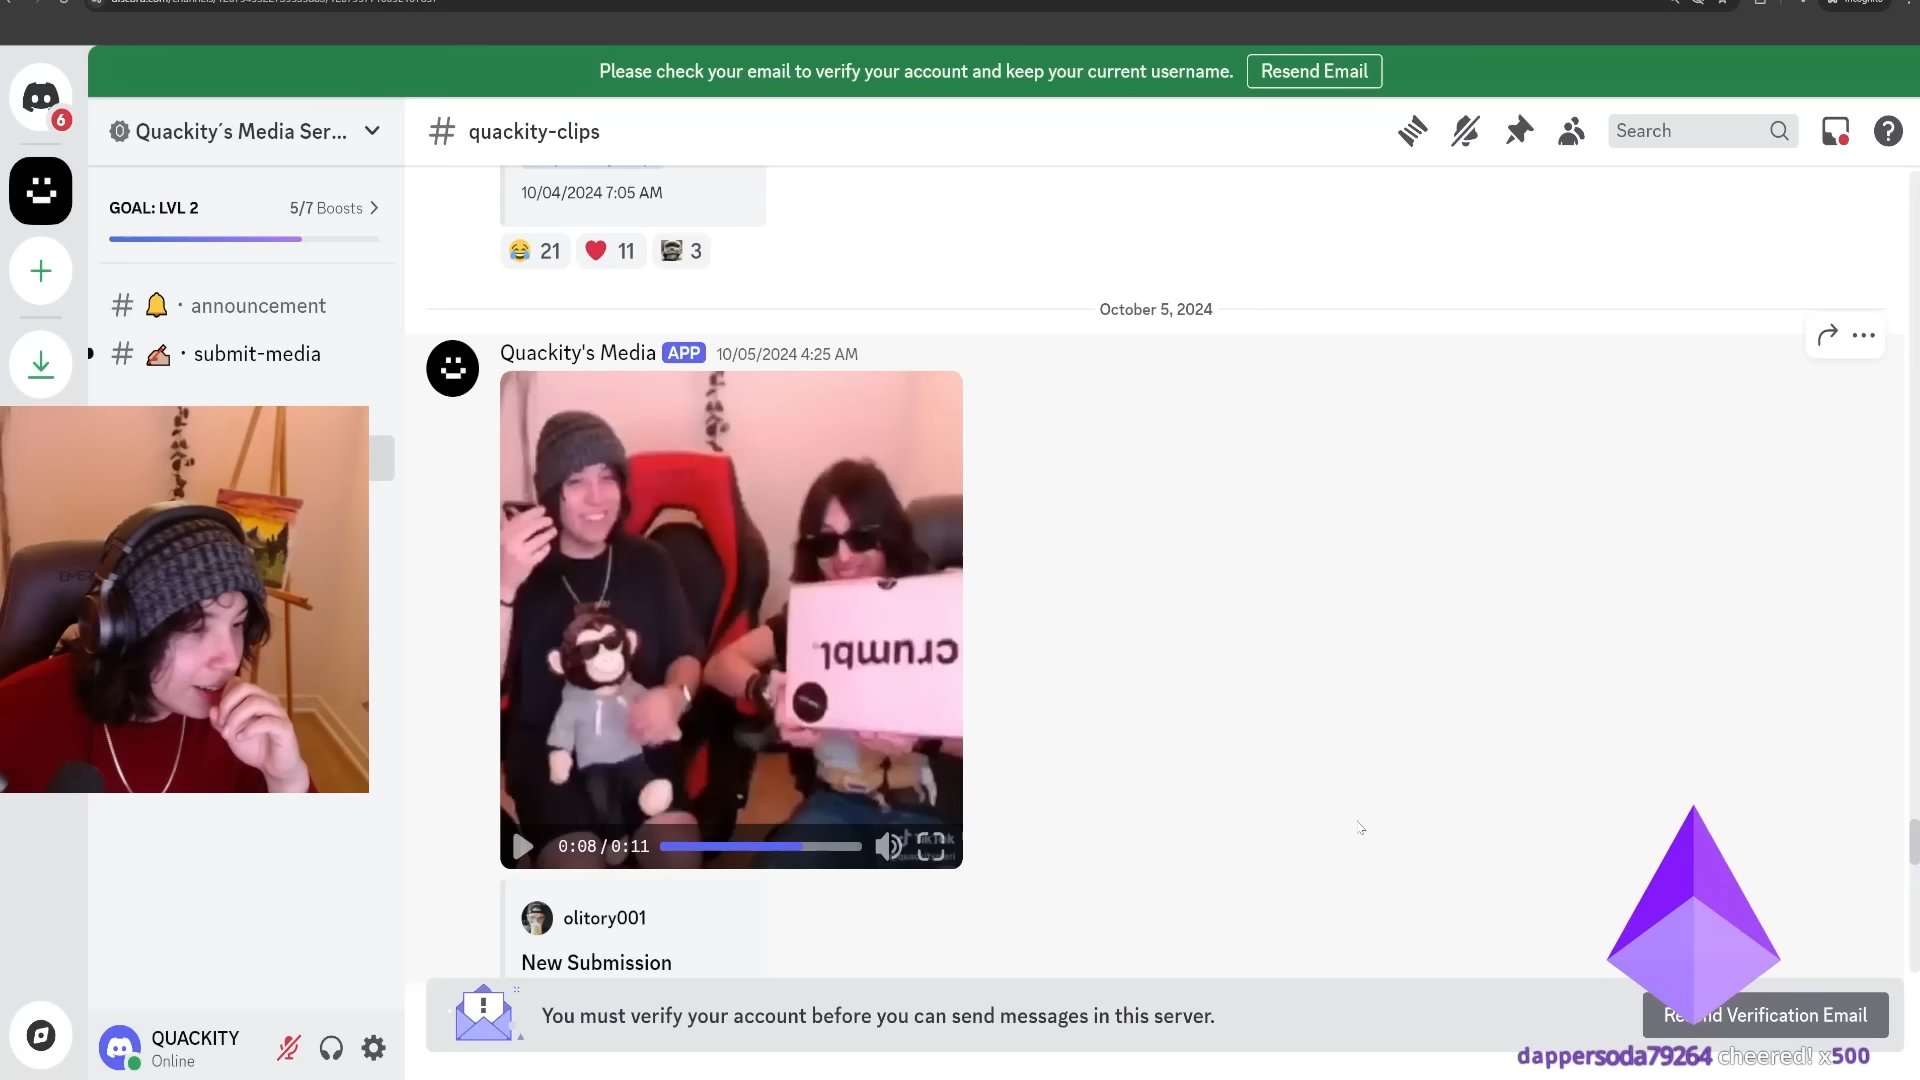 Please check your email to verify your account and keep your current username.
Resend Email
Quackity´s Media Ser...
quackity-clips
Search
6
GOAL: LVL 2
5/7 Boosts
10/04/2024 7:05 AM
21
11
3
announcement
submit-media
October 5, 2024
Quackity's Media APP 10/05/2024 4:25 AM
crumbl
0:08 / 0:11
TikTok
olitory001
New Submission
You must verify your account before you can send messages in this server.
Verification Email
QUACKITY
Online
dappersoda79264 cheered! x500